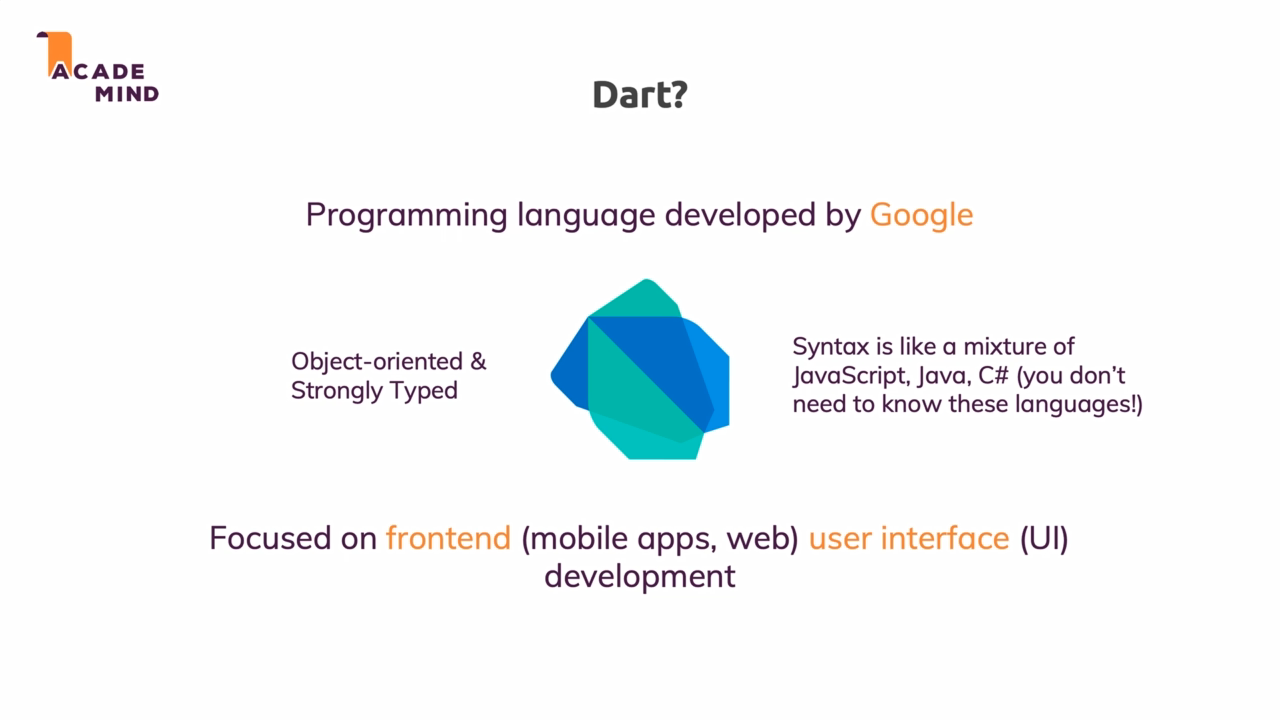 ACADE
MIND
Dart?
Programming language developed by Google
Object-oriented &
Strongly Typed
Syntax is like a mixture of
JavaScript, Java, C# (you don't
need to know these languages!)
Focused on frontend (mobile apps, web) user interface (UI)
development